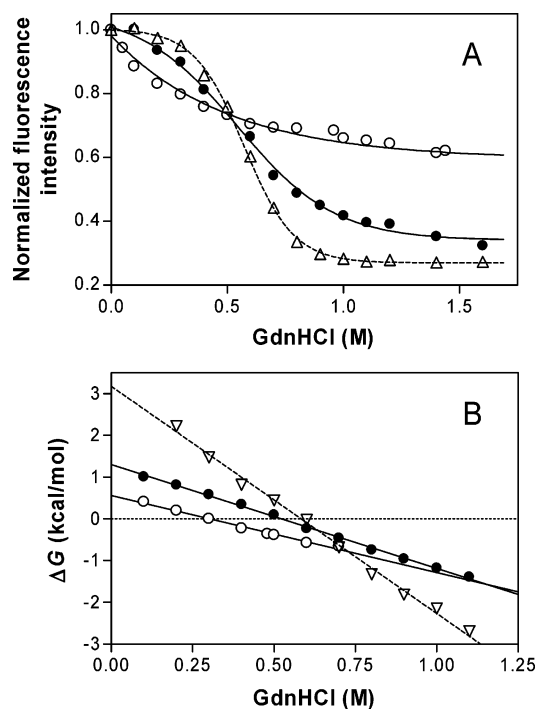 A
Normalized fluorescence
intensity
1.0
0.8
0.6
0.4
0.2
0.0 0.5 1.0 1.5
GdnHCl (M)
B
ΔG (kcal/mol)
3
2
1
0
-1
-2
-3
0.00 0.25 0.50 0.75 1.00 1.25
GdnHCl (M)